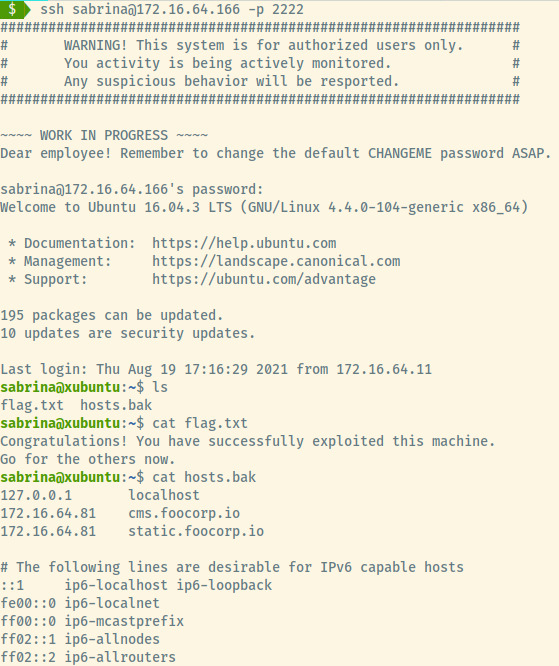 $ ssh sabrina@172.16.64.166 -p 2222
#################################################################
#       WARNING! This system is for authorized users only.      #
#       You activity is being actively monitored.               #
#       Any suspicious behavior will be resported.              #
#################################################################
~~~~ WORK IN PROGRESS ~~~~
Dear employee! Remember to change the default CHANGEME password ASAP.
sabrina@172.16.64.166's password:
Welcome to Ubuntu 16.04.3 LTS (GNU/Linux 4.4.0-104-generic x86_64)
 * Documentation:  https://help.ubuntu.com
 * Management:     https://landscape.canonical.com
 * Support:        https://ubuntu.com/advantage
195 packages can be updated.
10 updates are security updates.
Last login: Thu Aug 19 17:16:29 2021 from 172.16.64.11
sabrina@xubuntu:~$ ls
flag.txt  hosts.bak
sabrina@xubuntu:~$ cat flag.txt
Congratulations! You have successfully exploited this machine.
Go for the others now.
sabrina@xubuntu:~$ cat hosts.bak
127.0.0.1       localhost
172.16.64.81    cms.foocorp.io
172.16.64.81    static.foocorp.io
# The following lines are desirable for IPv6 capable hosts
::1     ip6-localhost ip6-loopback
fe00::0 ip6-localnet
ff00::0 ip6-mcastprefix
ff02::1 ip6-allnodes
ff02::2 ip6-allrouters